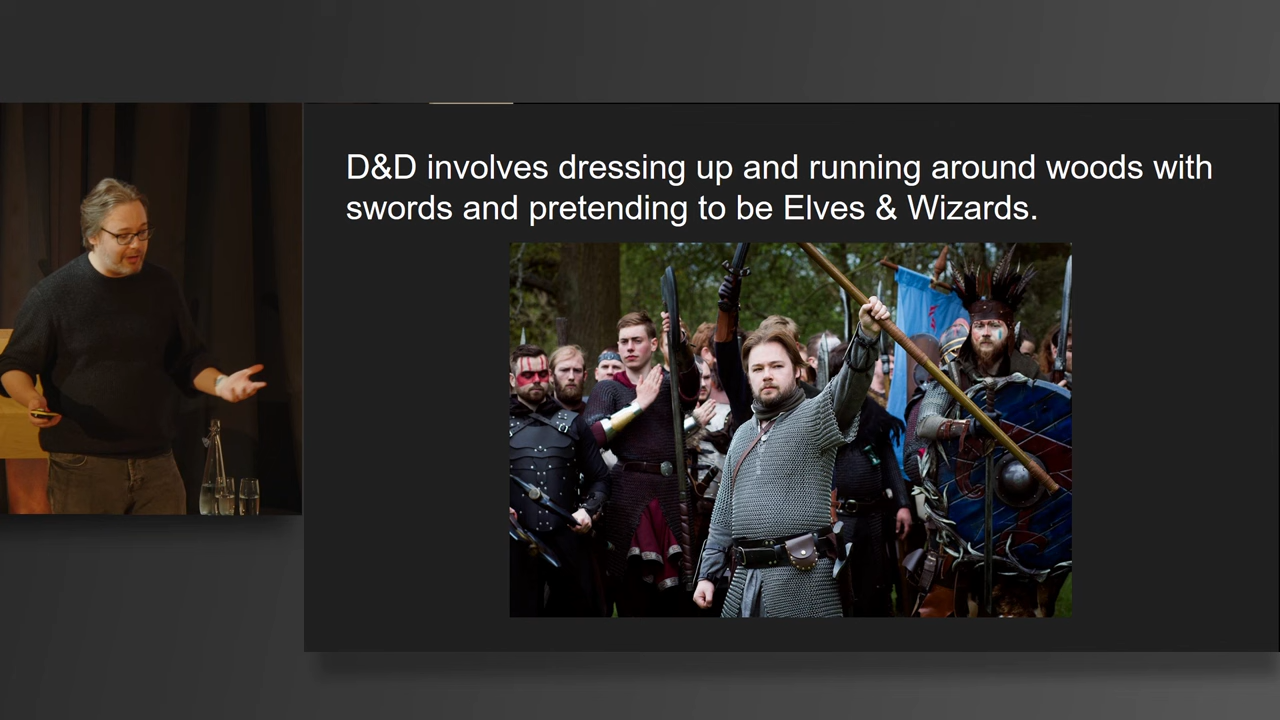 D&D involves dressing up and running around woods with
swords and pretending to be Elves & Wizards.